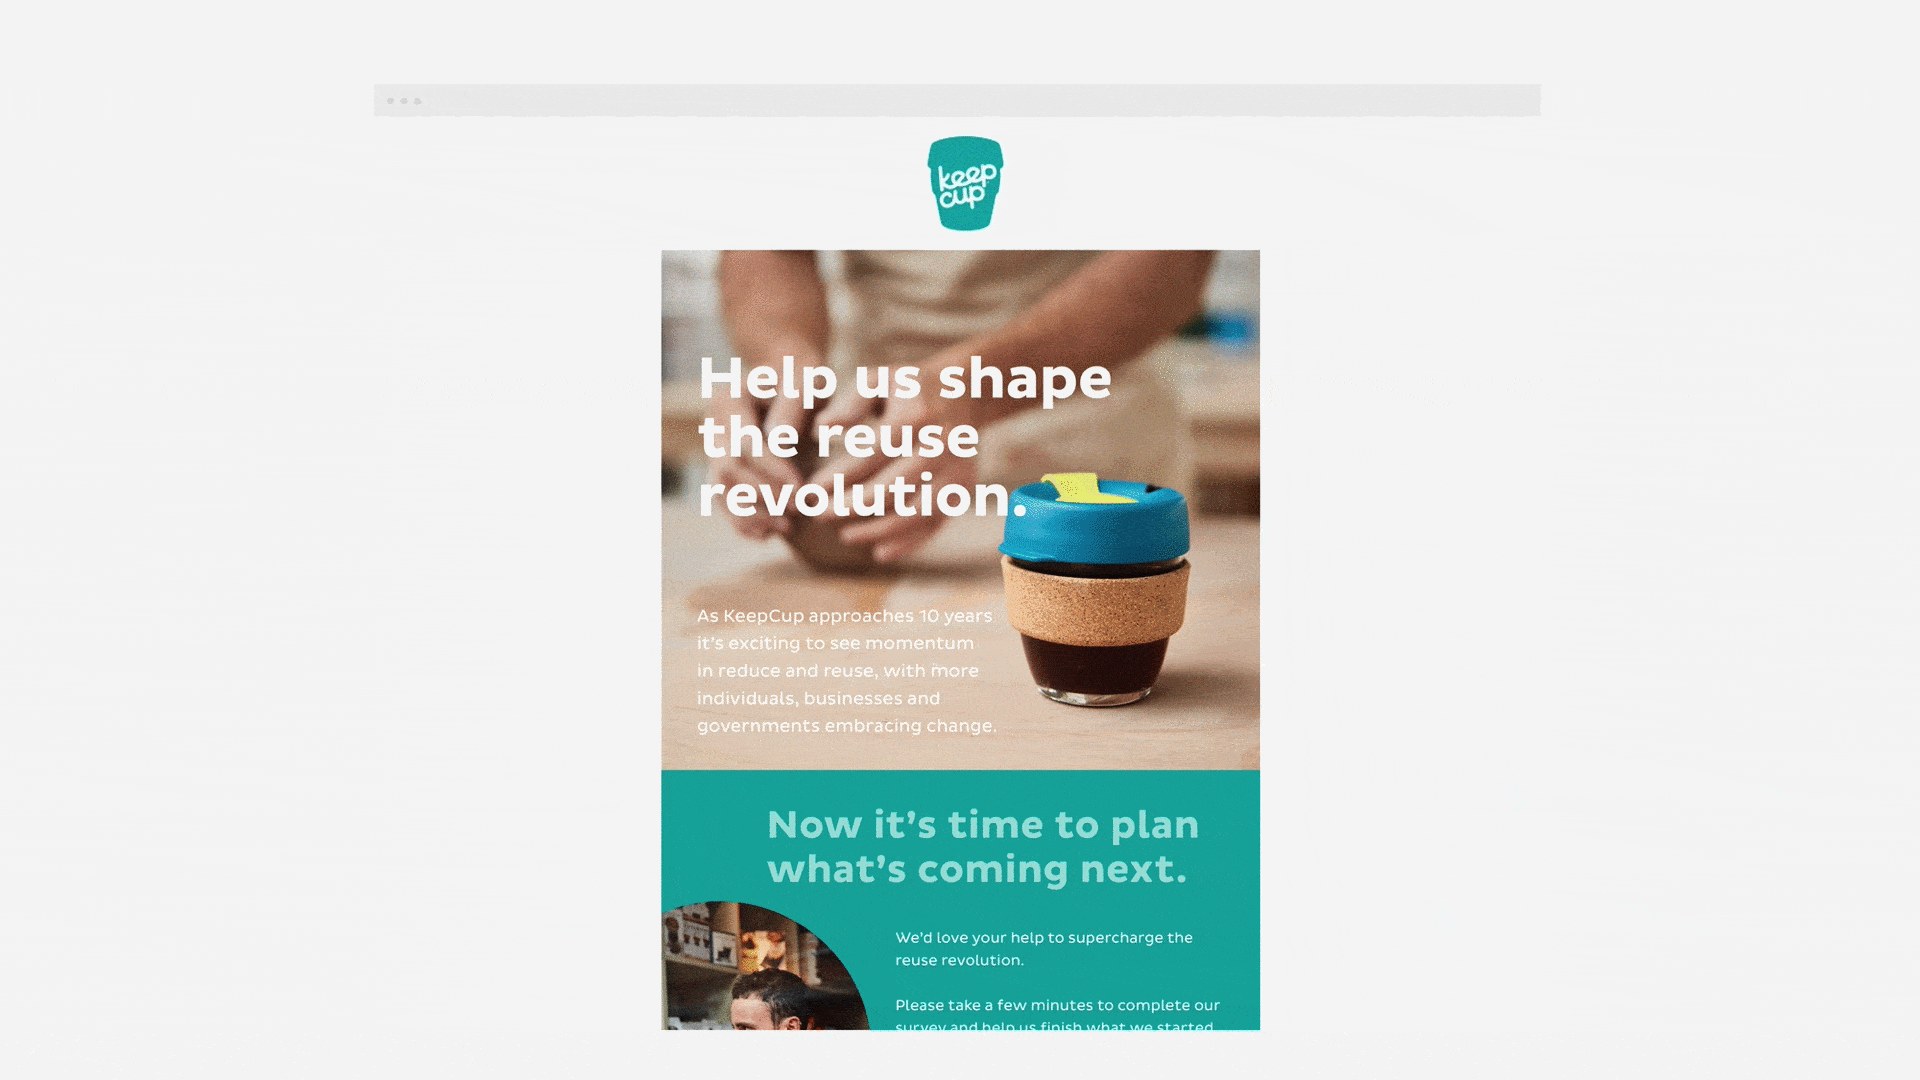 keep
cup
Help us shape
the reuse
revolution.
As KeepCup approaches 10 years
it's exciting to see momentum
in reduce and reuse, with more
individuals, businesses and
governments embracing change.
Now it's time to plan
what's coming next.
We'd love your help to supercharge the
reuse revolution.
Please take a few minutes to complete our
survey and help us finish what we started